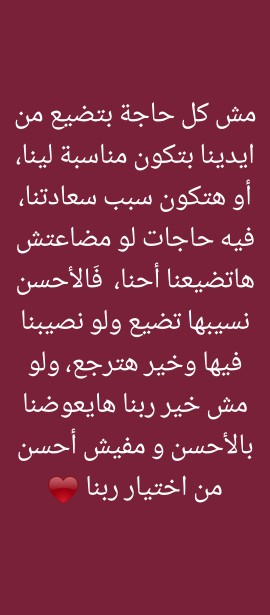 مش كل حاجة بتضيع من
ايدينا بتكون مناسبة لينا،
أو هتكون سبب سعادتنا،
فيه حاجات لو مضاعتش
هاتضيعنا أحنا، فَالأحسن
نسيبها تضيع ولو نصيبنا
فيها وخير هترجع، ولو
مش خير ربنا هايعوضنا
بالأحسن و مفيش أحسن
من اختيار ربنا ❤️